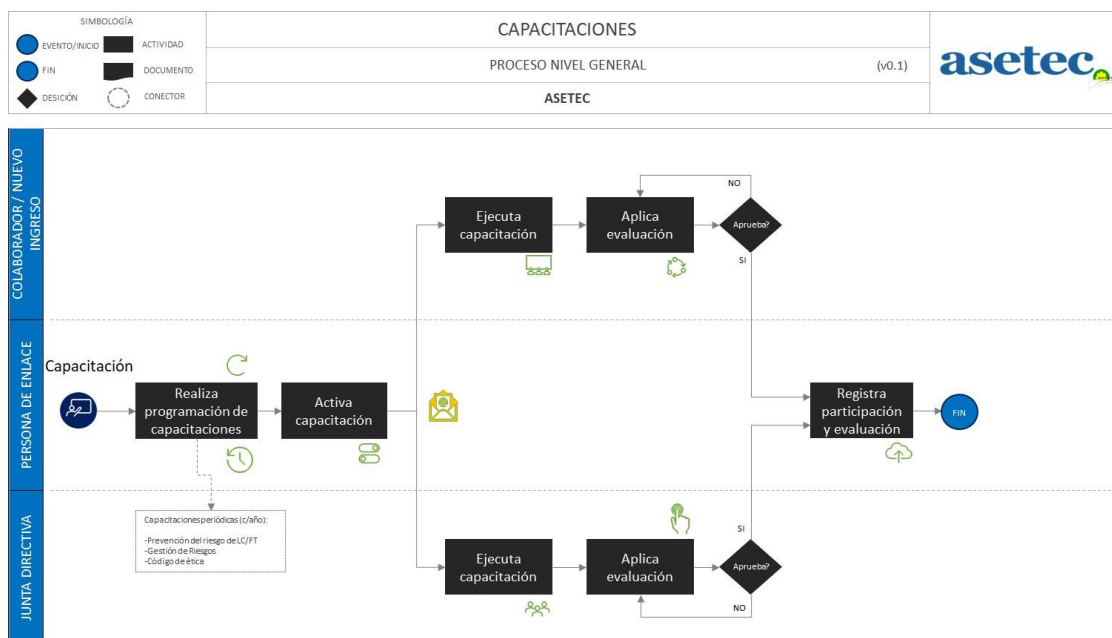 SIMBOLOGÍA
EVENTO/INICIO
ACTIVIDAD
FIN
DOCUMENTO
DESICIÓN
CONECTOR
CAPACITACIONES
PROCESO NIVEL GENERAL
(v0.1)
ASETEC
asetec
COLABORADOR / NUEVO
INGRESO
Ejecuta
capacitación
Aplica
evaluación
NO
Aprueba?
SI
PERSONA DE ENLACE
Capacitación
Realiza
programación de
capacitaciones
Activa
capacitación
Registra
participación
y evaluación
FIN
JUNTA DIRECTIVA
Capacitaciones periódicas (c/año):
-Prevención del riesgo de LC/FT
-Gestión de Riesgos
-Código de ética
Ejecuta
capacitación
Aplica
evaluación
SI
Aprueba?
NO